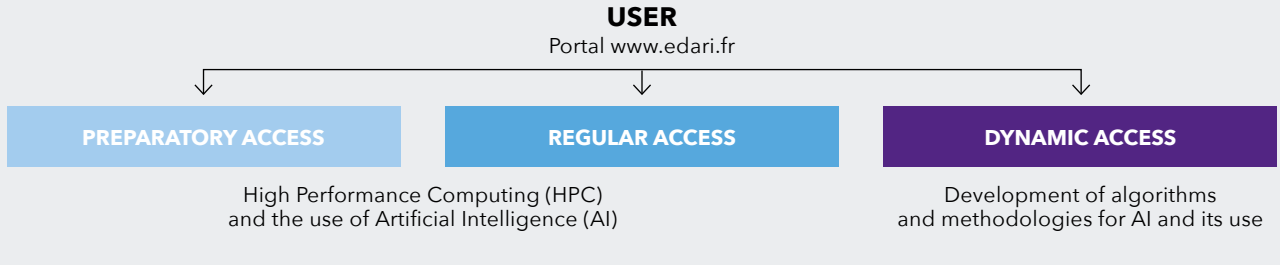 USER
Portal www.edari.fr
PREPARATORY ACCESS
REGULAR ACCESS
DYNAMIC ACCESS
High Performance Computing (HPC)
and the use of Artificial Intelligence (AI)
Development of algorithms
and methodologies for AI and its use